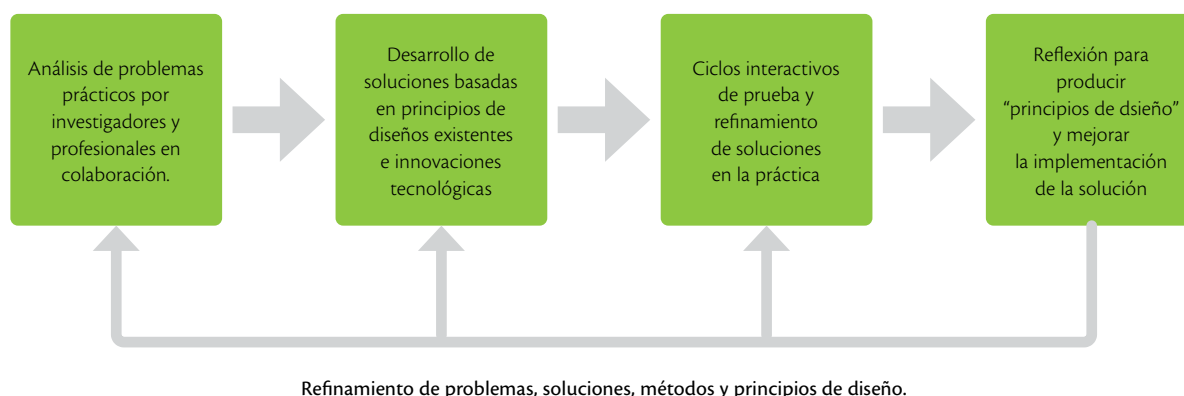 Análisis de problemas
prácticos por
investigadores y
profesionales en
colaboración.
Desarrollo de
soluciones basadas
en principios de
diseños existentes
e innovaciones
tecnológicas
Ciclos interactivos
de prueba y
refinamiento
de soluciones
en la práctica
Reflexión para
producir
“principios de dsieño”
y mejorar
la implementación
de la solución
Refinamiento de problemas, soluciones, métodos y principios de diseño.